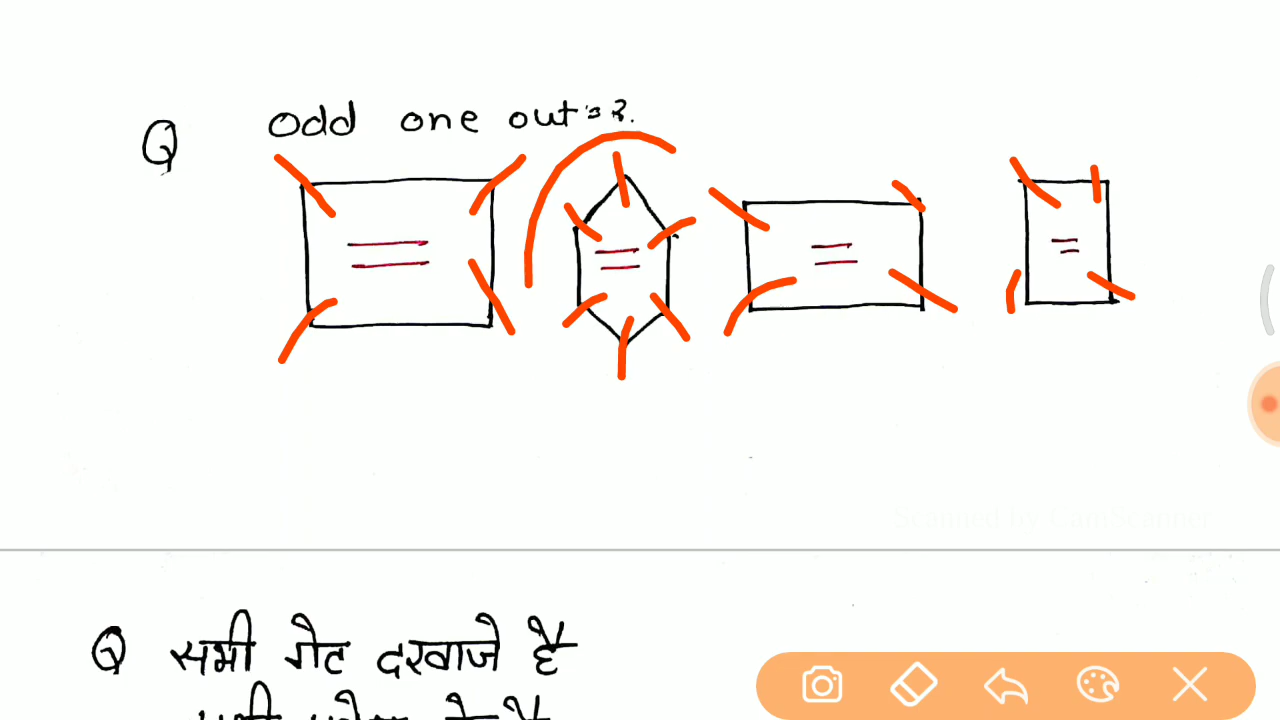 Q odd one out :- ?.
Q सभी गेट दरवाजे है